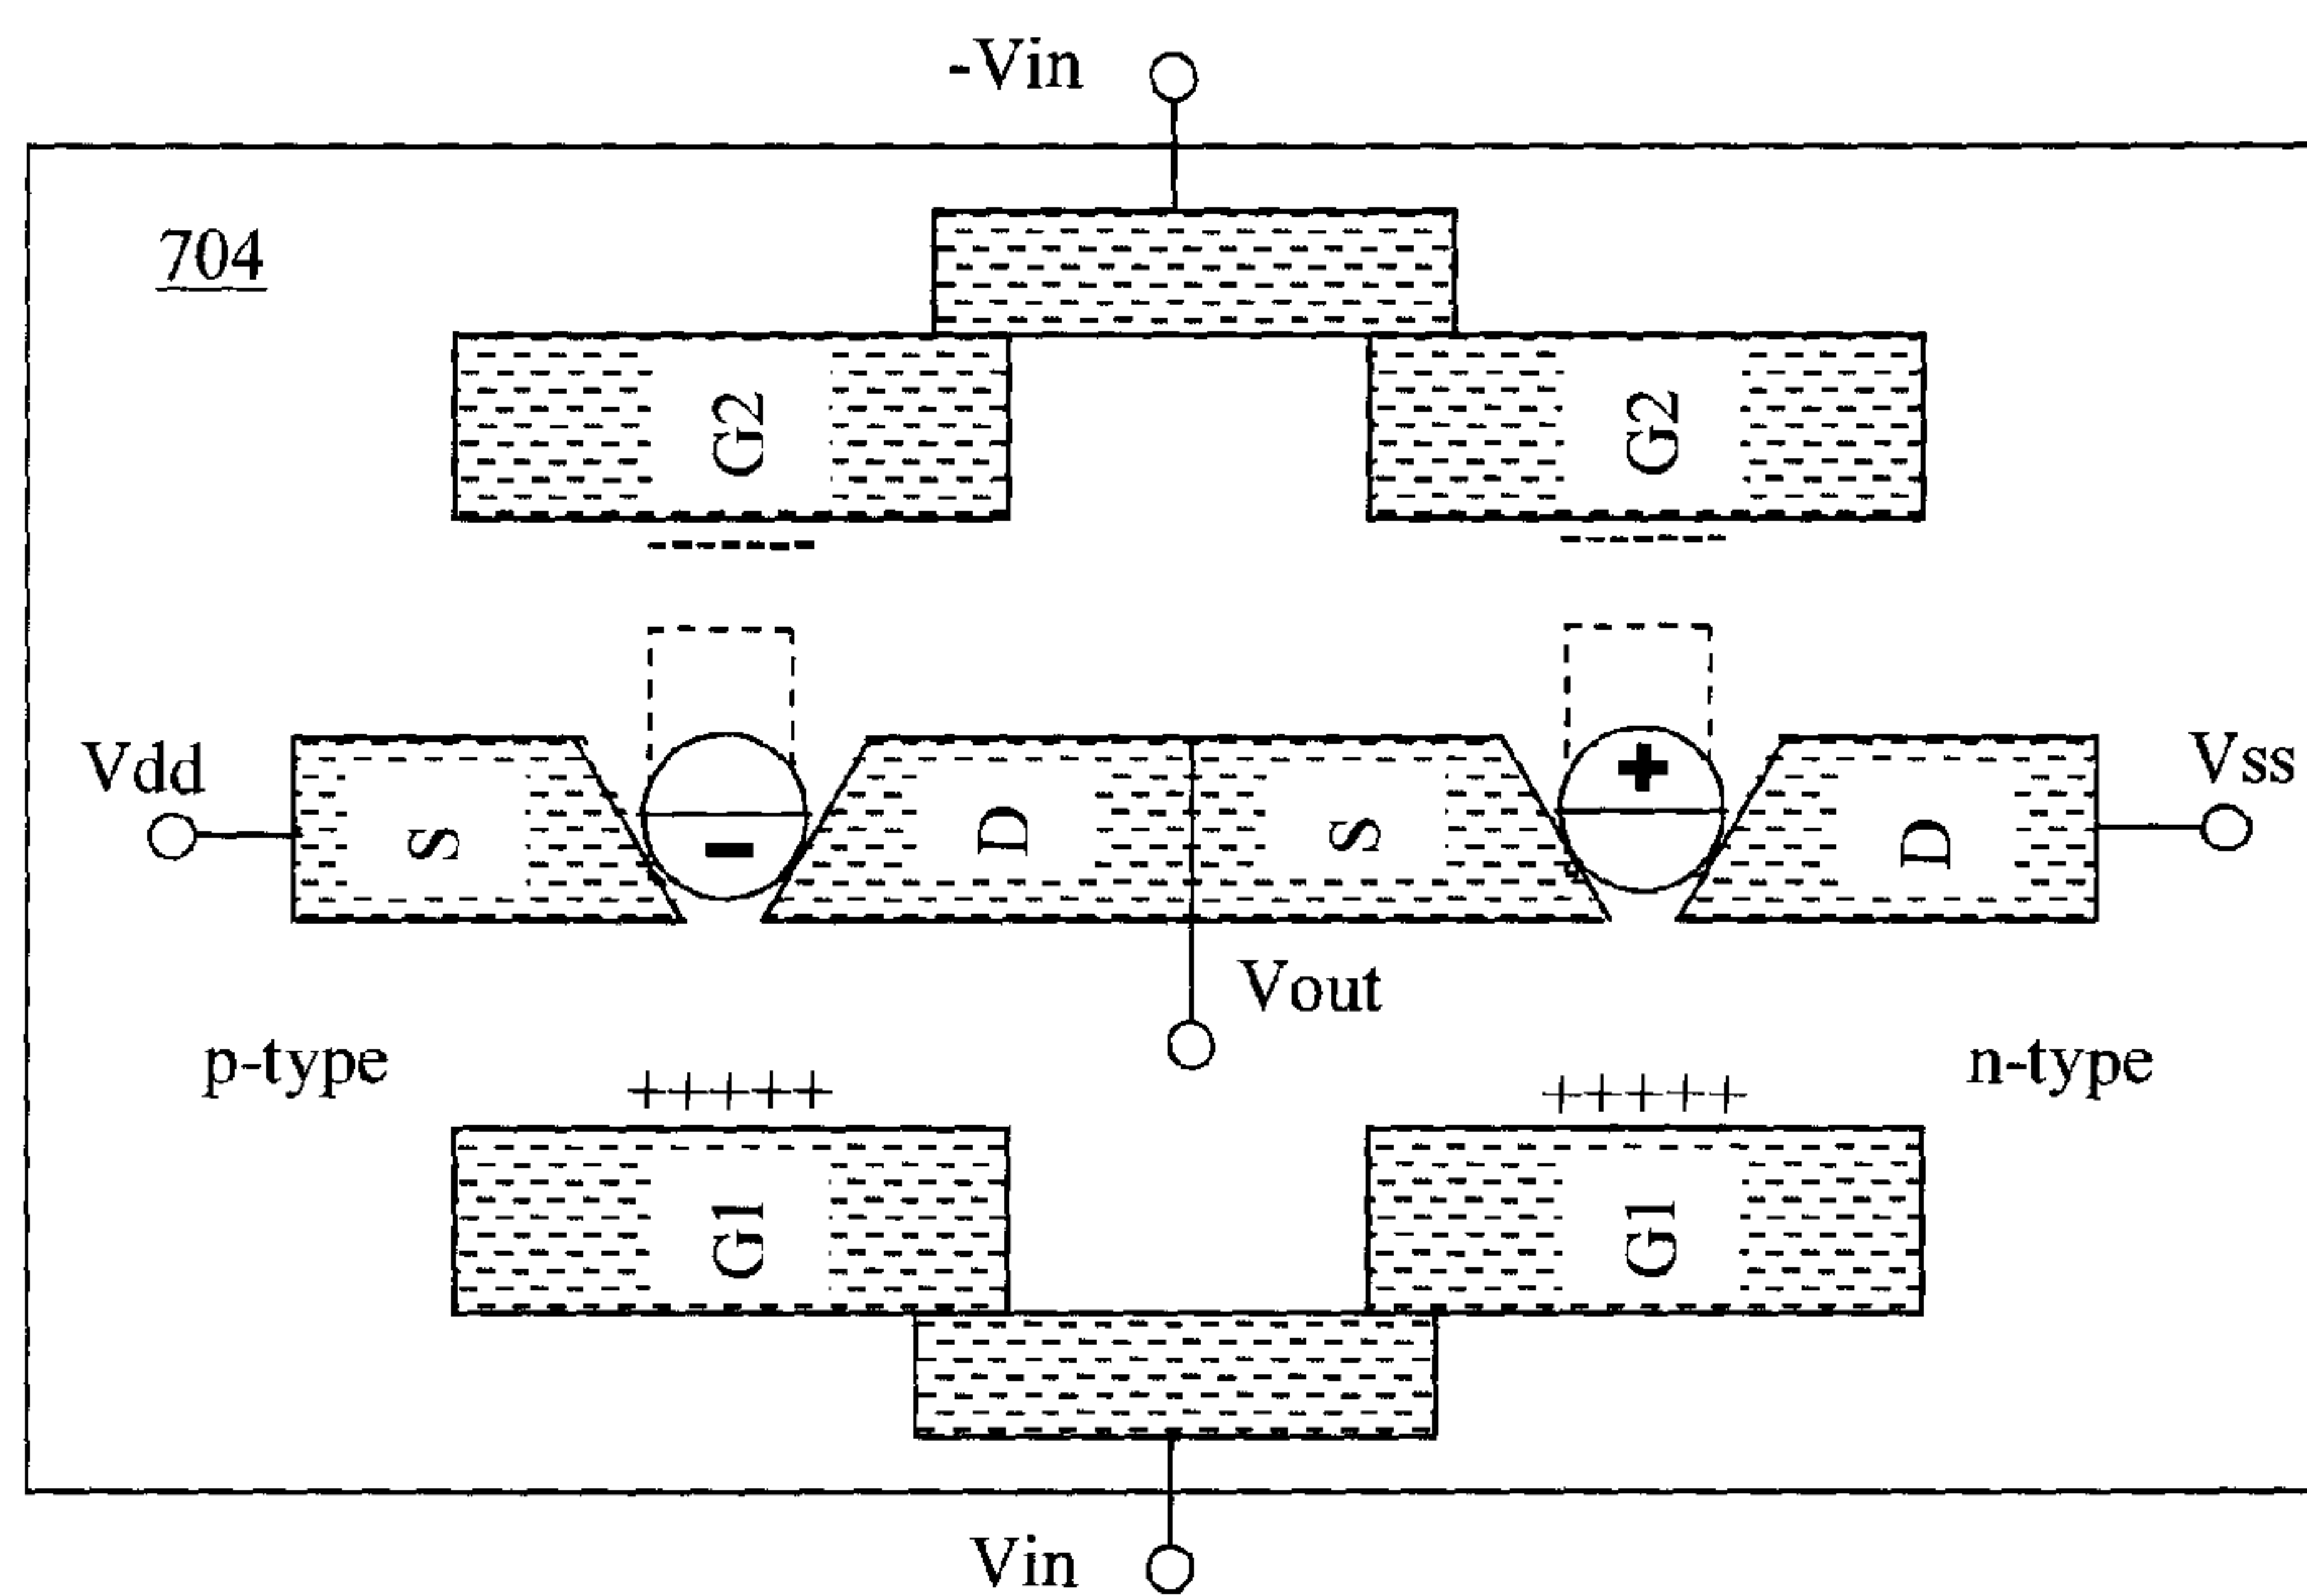 -Vin
704
G2 G2
-------
-------
Vdd S - D S + D Vss
Vout
p-type n-type
+++++ +++++
G1 G1
Vin